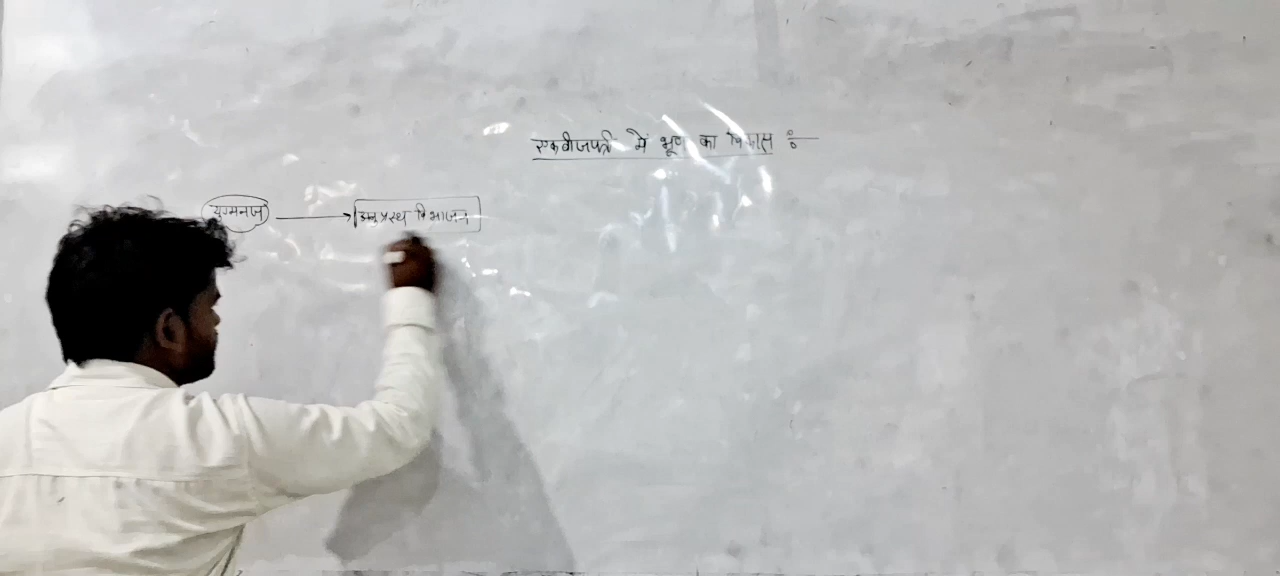 एकबीजपत्री में भ्रूण का विकास :-
युग्मनज → अनुप्रस्थ विभाजन